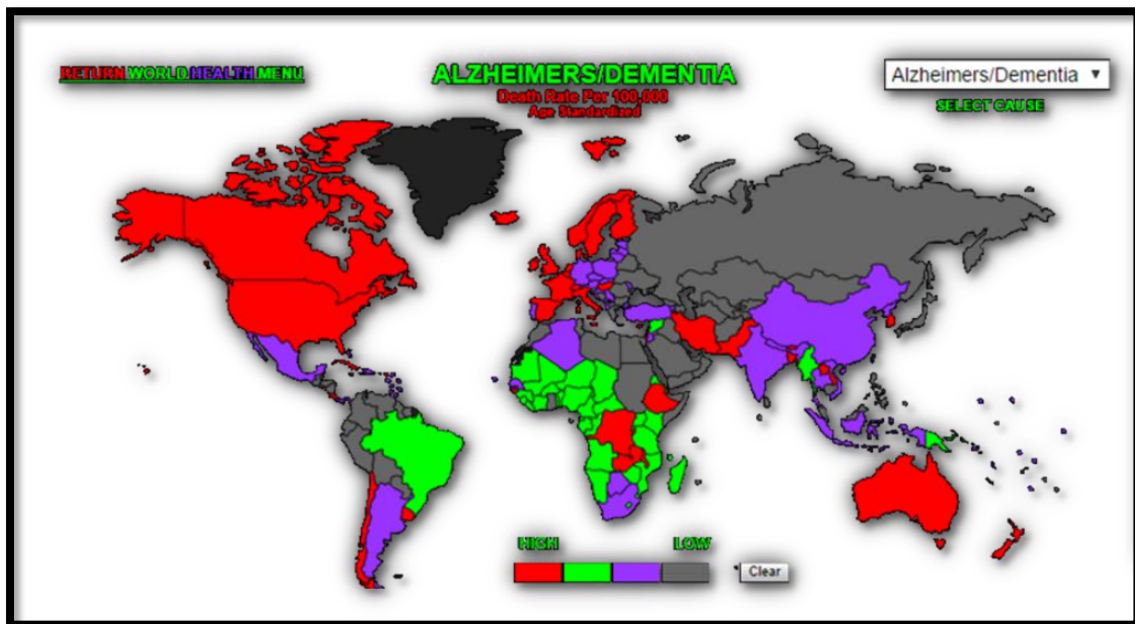 RETURN WORLD HEALTH MENU
ALZHEIMERS/DEMENTIA
Death Rate Per 100,000
Age Standardized
Alzheimers/Dementia ▼
SELECT CAUSE
HIGH LOW
Clear